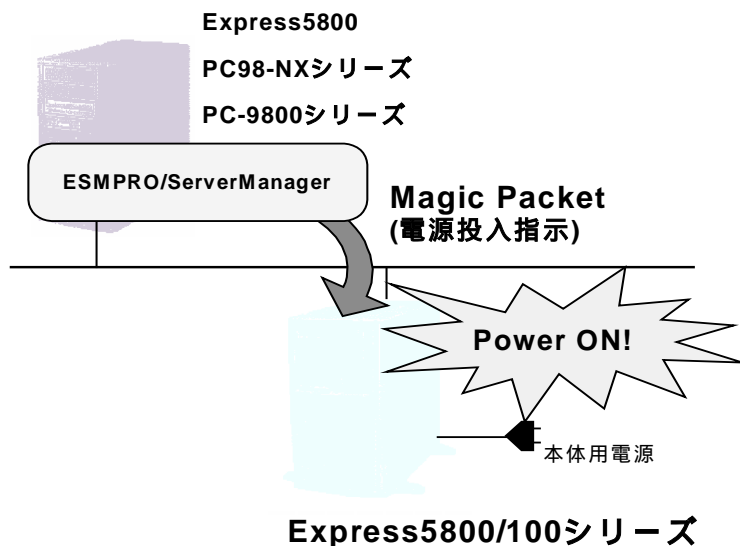 Express5800
PC98-NXシリーズ
PC-9800シリーズ
ESMPRO/ServerManager
Magic Packet
(電源投入指示)
Power ON!
本体用電源
Express5800/100シリーズ